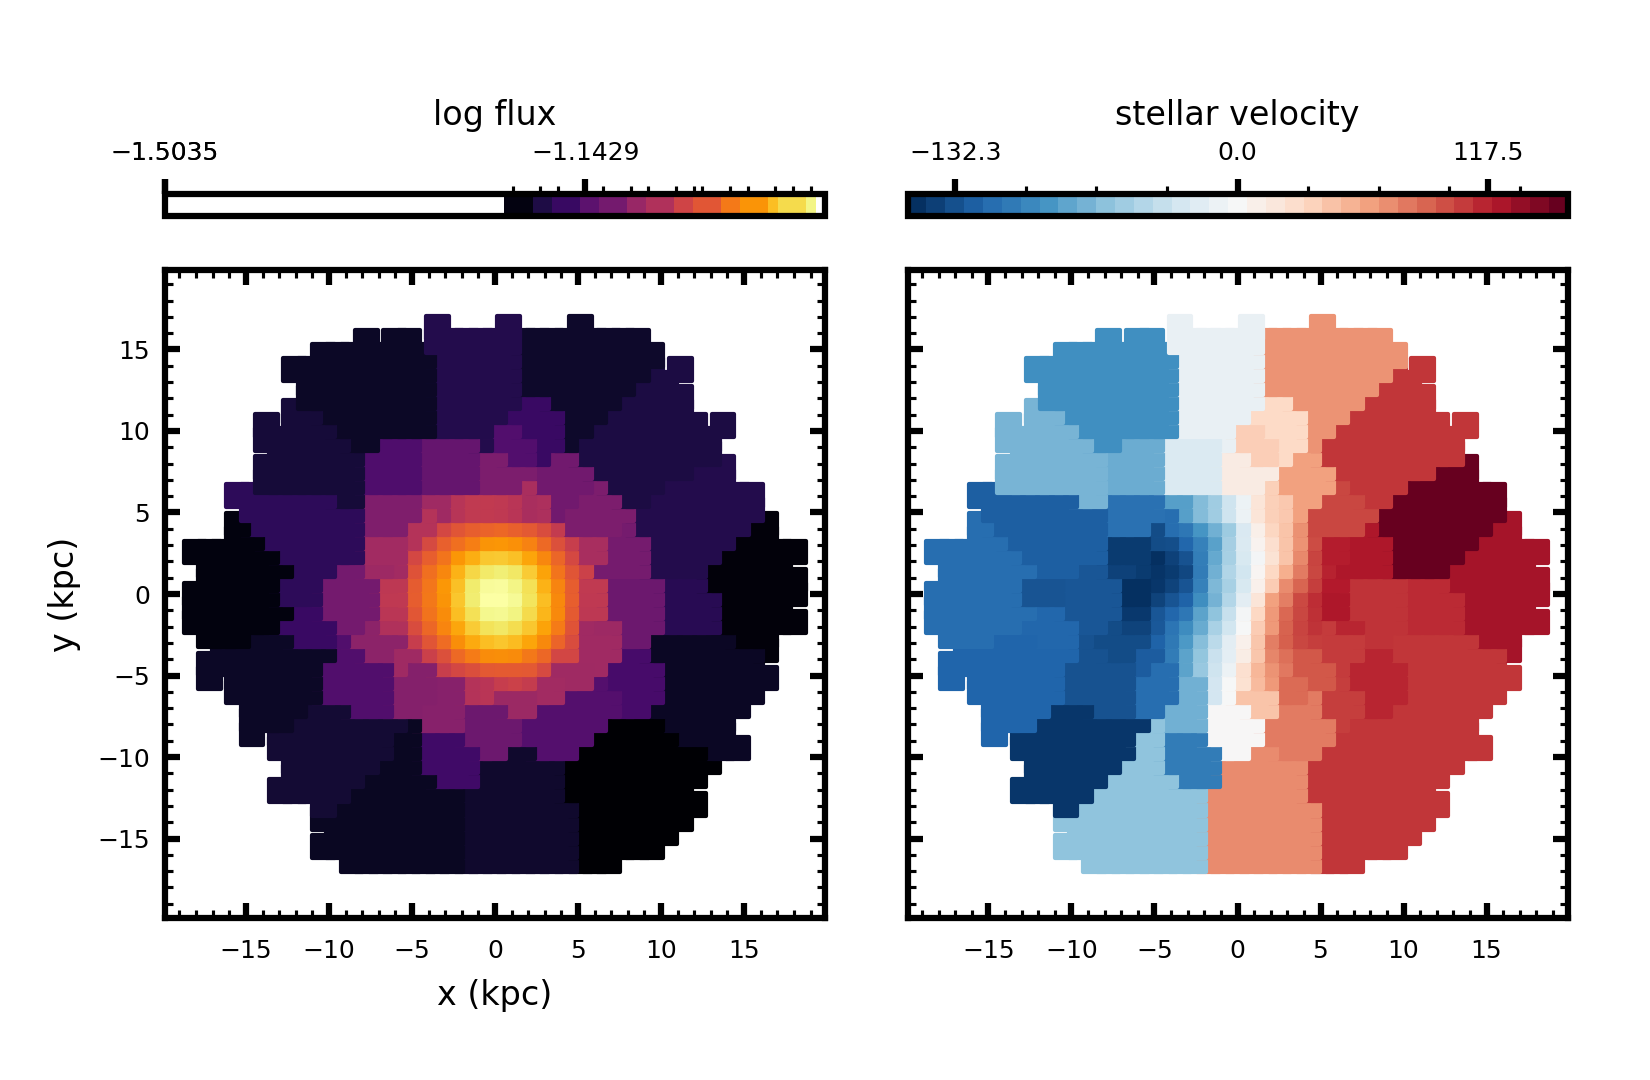 log flux
stellar velocity
−1.5035 −1.1429
−132.3 0.0 117.5
15
10
5
0
−5
−10
−15
y (kpc)
−15 −10 −5 0 5 10 15
−15 −10 −5 0 5 10 15
x (kpc)